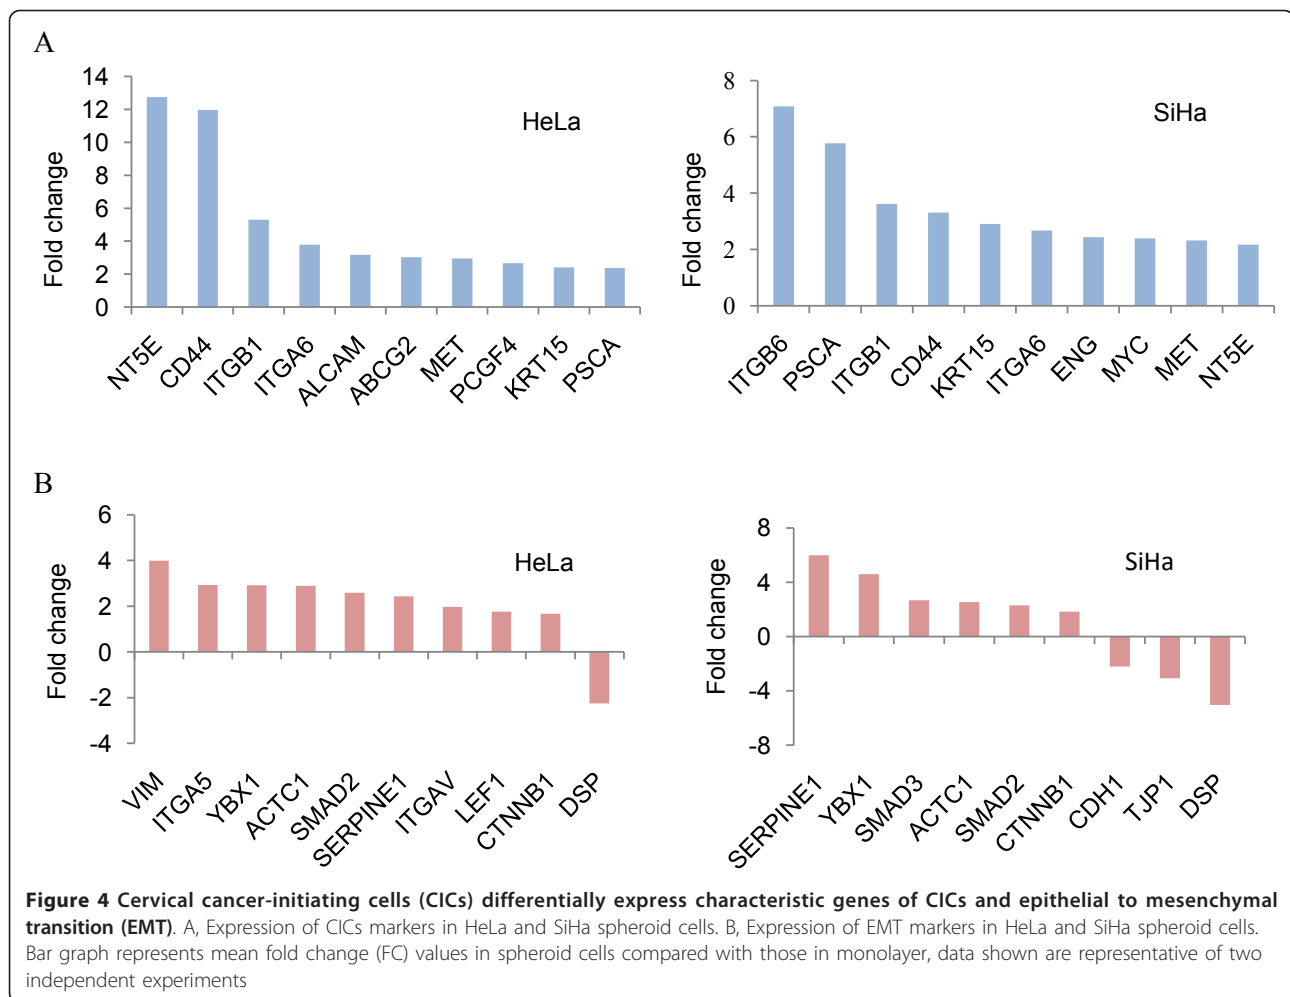 A
14
12
10
8
6
4
2
0
Fold change
HeLa
NT5E
CD44
ITGB1
ITGA6
ALCAM
ABCG2
MET
PCGF4
KRT15
PSCA
8
6
4
2
0
Fold change
SiHa
ITGB6
PSCA
ITGB1
CD44
KRT15
ITGA6
ENG
MYC
MET
NT5E
B
6
4
2
0
-2
-4
Fold change
HeLa
VIM
ITGA5
YBX1
ACTC1
SMAD2
SERPINE1
ITGAV
LEF1
CTNNB1
DSP
8
4
0
-4
-8
Fold change
SiHa
SERPINE1
YBX1
SMAD3
ACTC1
SMAD2
CTNNB1
CDH1
TJP1
DSP
Figure 4 Cervical cancer-initiating cells (CICs) differentially express characteristic genes of CICs and epithelial to mesenchymal
transition (EMT). A, Expression of CICs markers in HeLa and SiHa spheroid cells. B, Expression of EMT markers in HeLa and SiHa spheroid cells.
Bar graph represents mean fold change (FC) values in spheroid cells compared with those in monolayer, data shown are representative of two
independent experiments